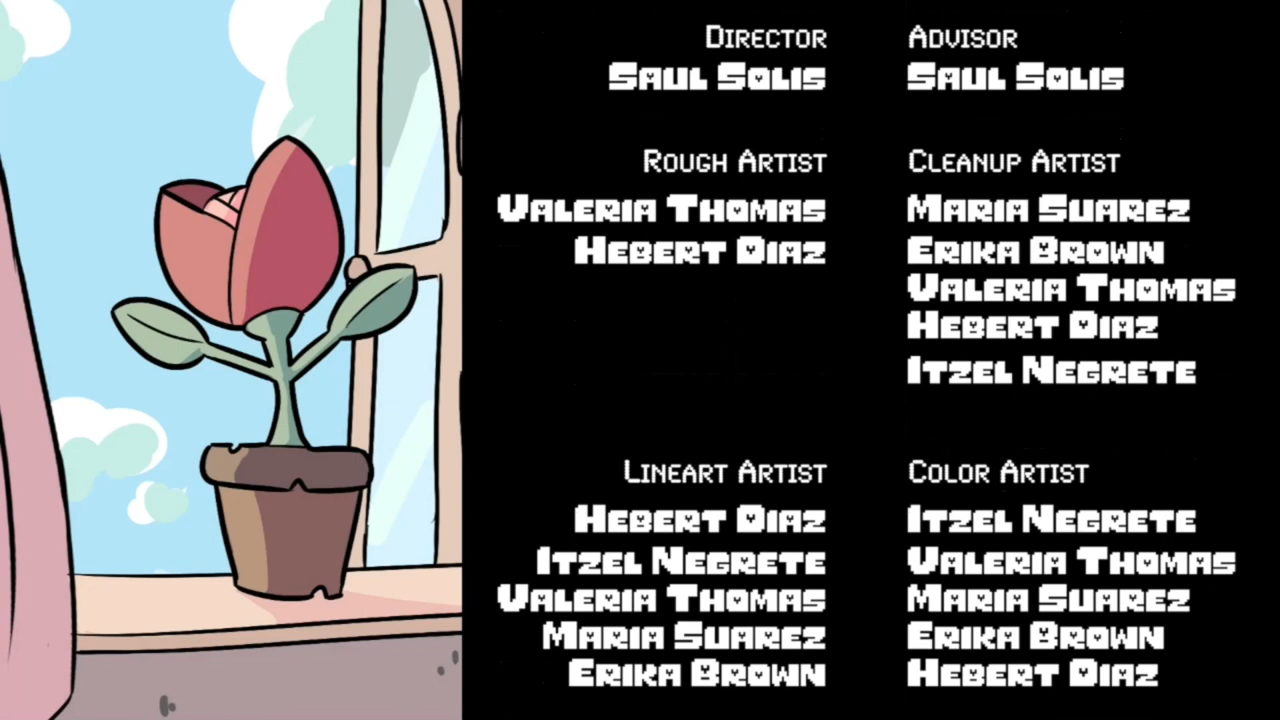 Director
Saul Solis
Advisor
Saul Solis
Rough Artist
Valeria Thomas
Hebert Diaz
Cleanup Artist
Maria Suarez
Erika Brown
Valeria Thomas
Hebert Diaz
Itzel Negrete
Lineart Artist
Hebert Diaz
Itzel Negrete
Valeria Thomas
Maria Suarez
Erika Brown
Color Artist
Itzel Negrete
Valeria Thomas
Maria Suarez
Erika Brown
Hebert Diaz